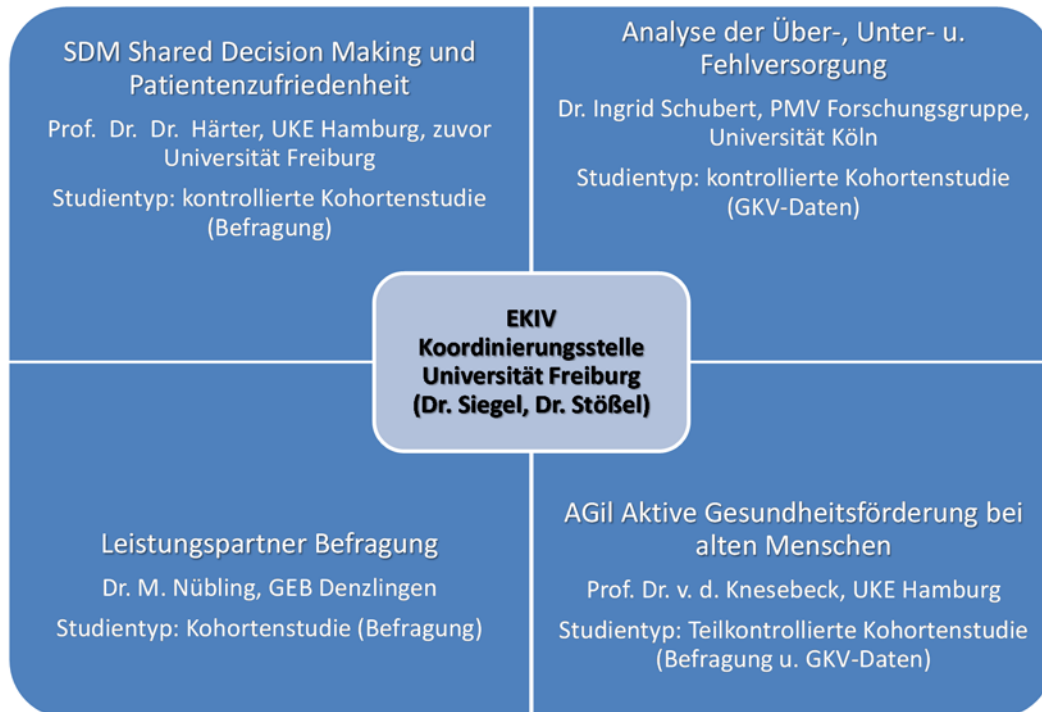 SDM Shared Decision Making und
Patientenzufriedenheit
Prof. Dr. Dr. Härter, UKE Hamburg, zuvor
Universität Freiburg
Studientyp: kontrollierte Kohortenstudie
(Befragung)
Analyse der Über-, Unter- u.
Fehlversorgung
Dr. Ingrid Schubert, PMV Forschungsgruppe,
Universität Köln
Studientyp: kontrollierte Kohortenstudie
(GKV-Daten)
EKIV
Koordinierungsstelle
Universität Freiburg
(Dr. Siegel, Dr. Stößel)
Leistungspartner Befragung
Dr. M. Nübling, GEB Denzlingen
Studientyp: Kohortenstudie (Befragung)
AGil Aktive Gesundheitsförderung bei
alten Menschen
Prof. Dr. v. d. Knesebeck, UKE Hamburg
Studientyp: Teilkontrollierte Kohortenstudie
(Befragung u. GKV-Daten)